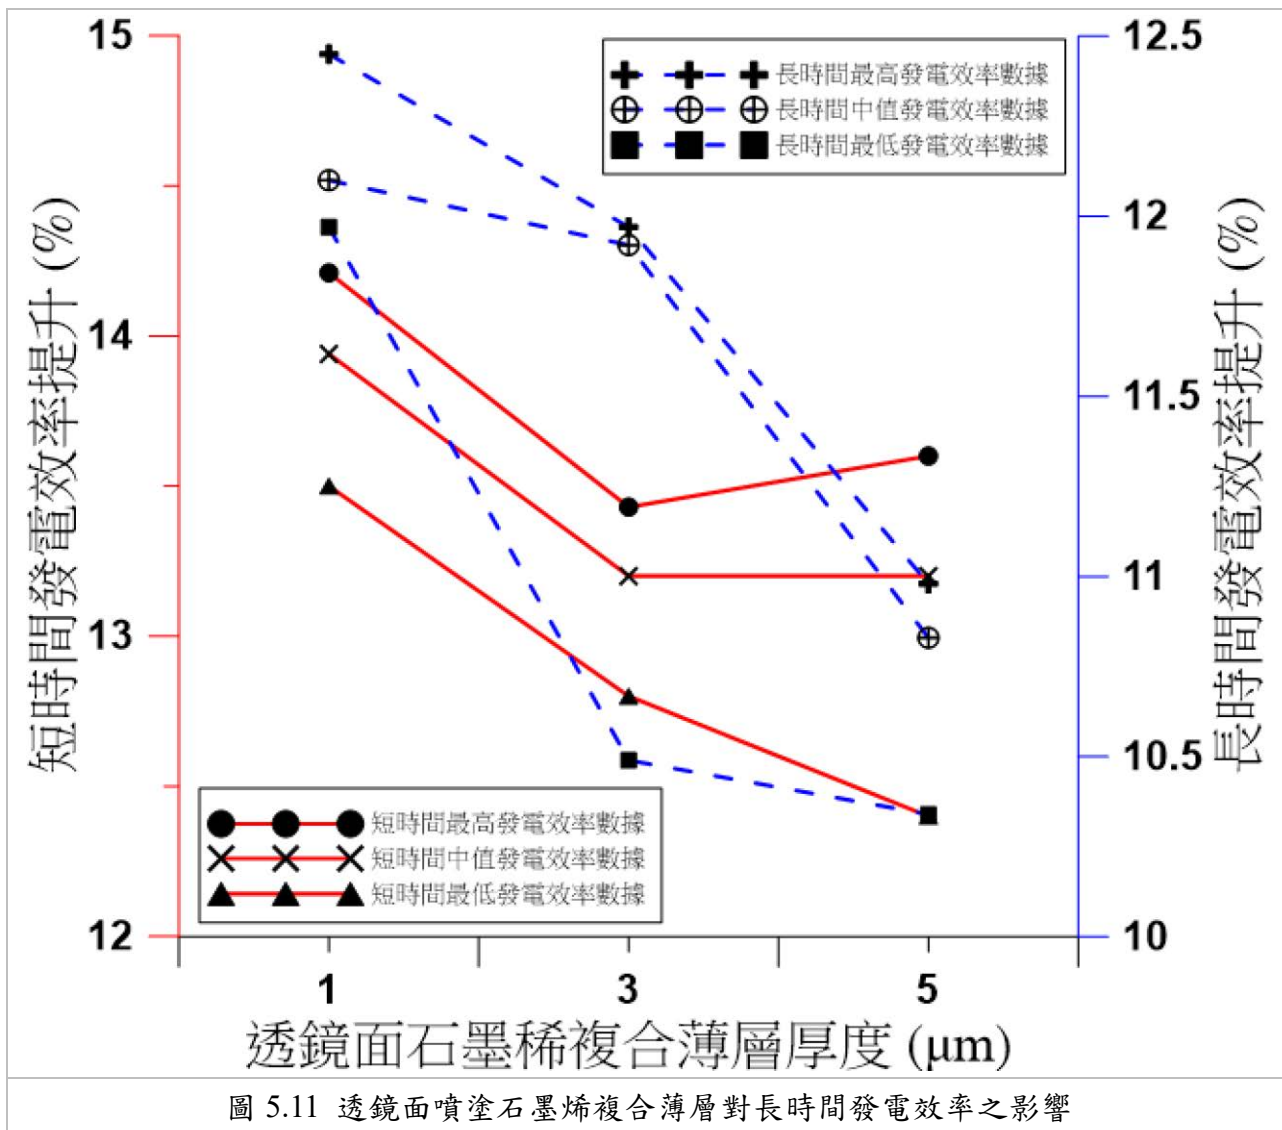 15
14
13
12
短時間發電效率提升 (%)
12.5
12
11.5
11
10.5
10
長時間發電效率提升 (%)
長時間最高發電效率數據
長時間中值發電效率數據
長時間最低發電效率數據
短時間最高發電效率數據
短時間中值發電效率數據
短時間最低發電效率數據
1 3 5
透鏡面石墨稀複合薄層厚度 (μm)
圖 5.11 透鏡面噴塗石墨烯複合薄層對長時間發電效率之影響